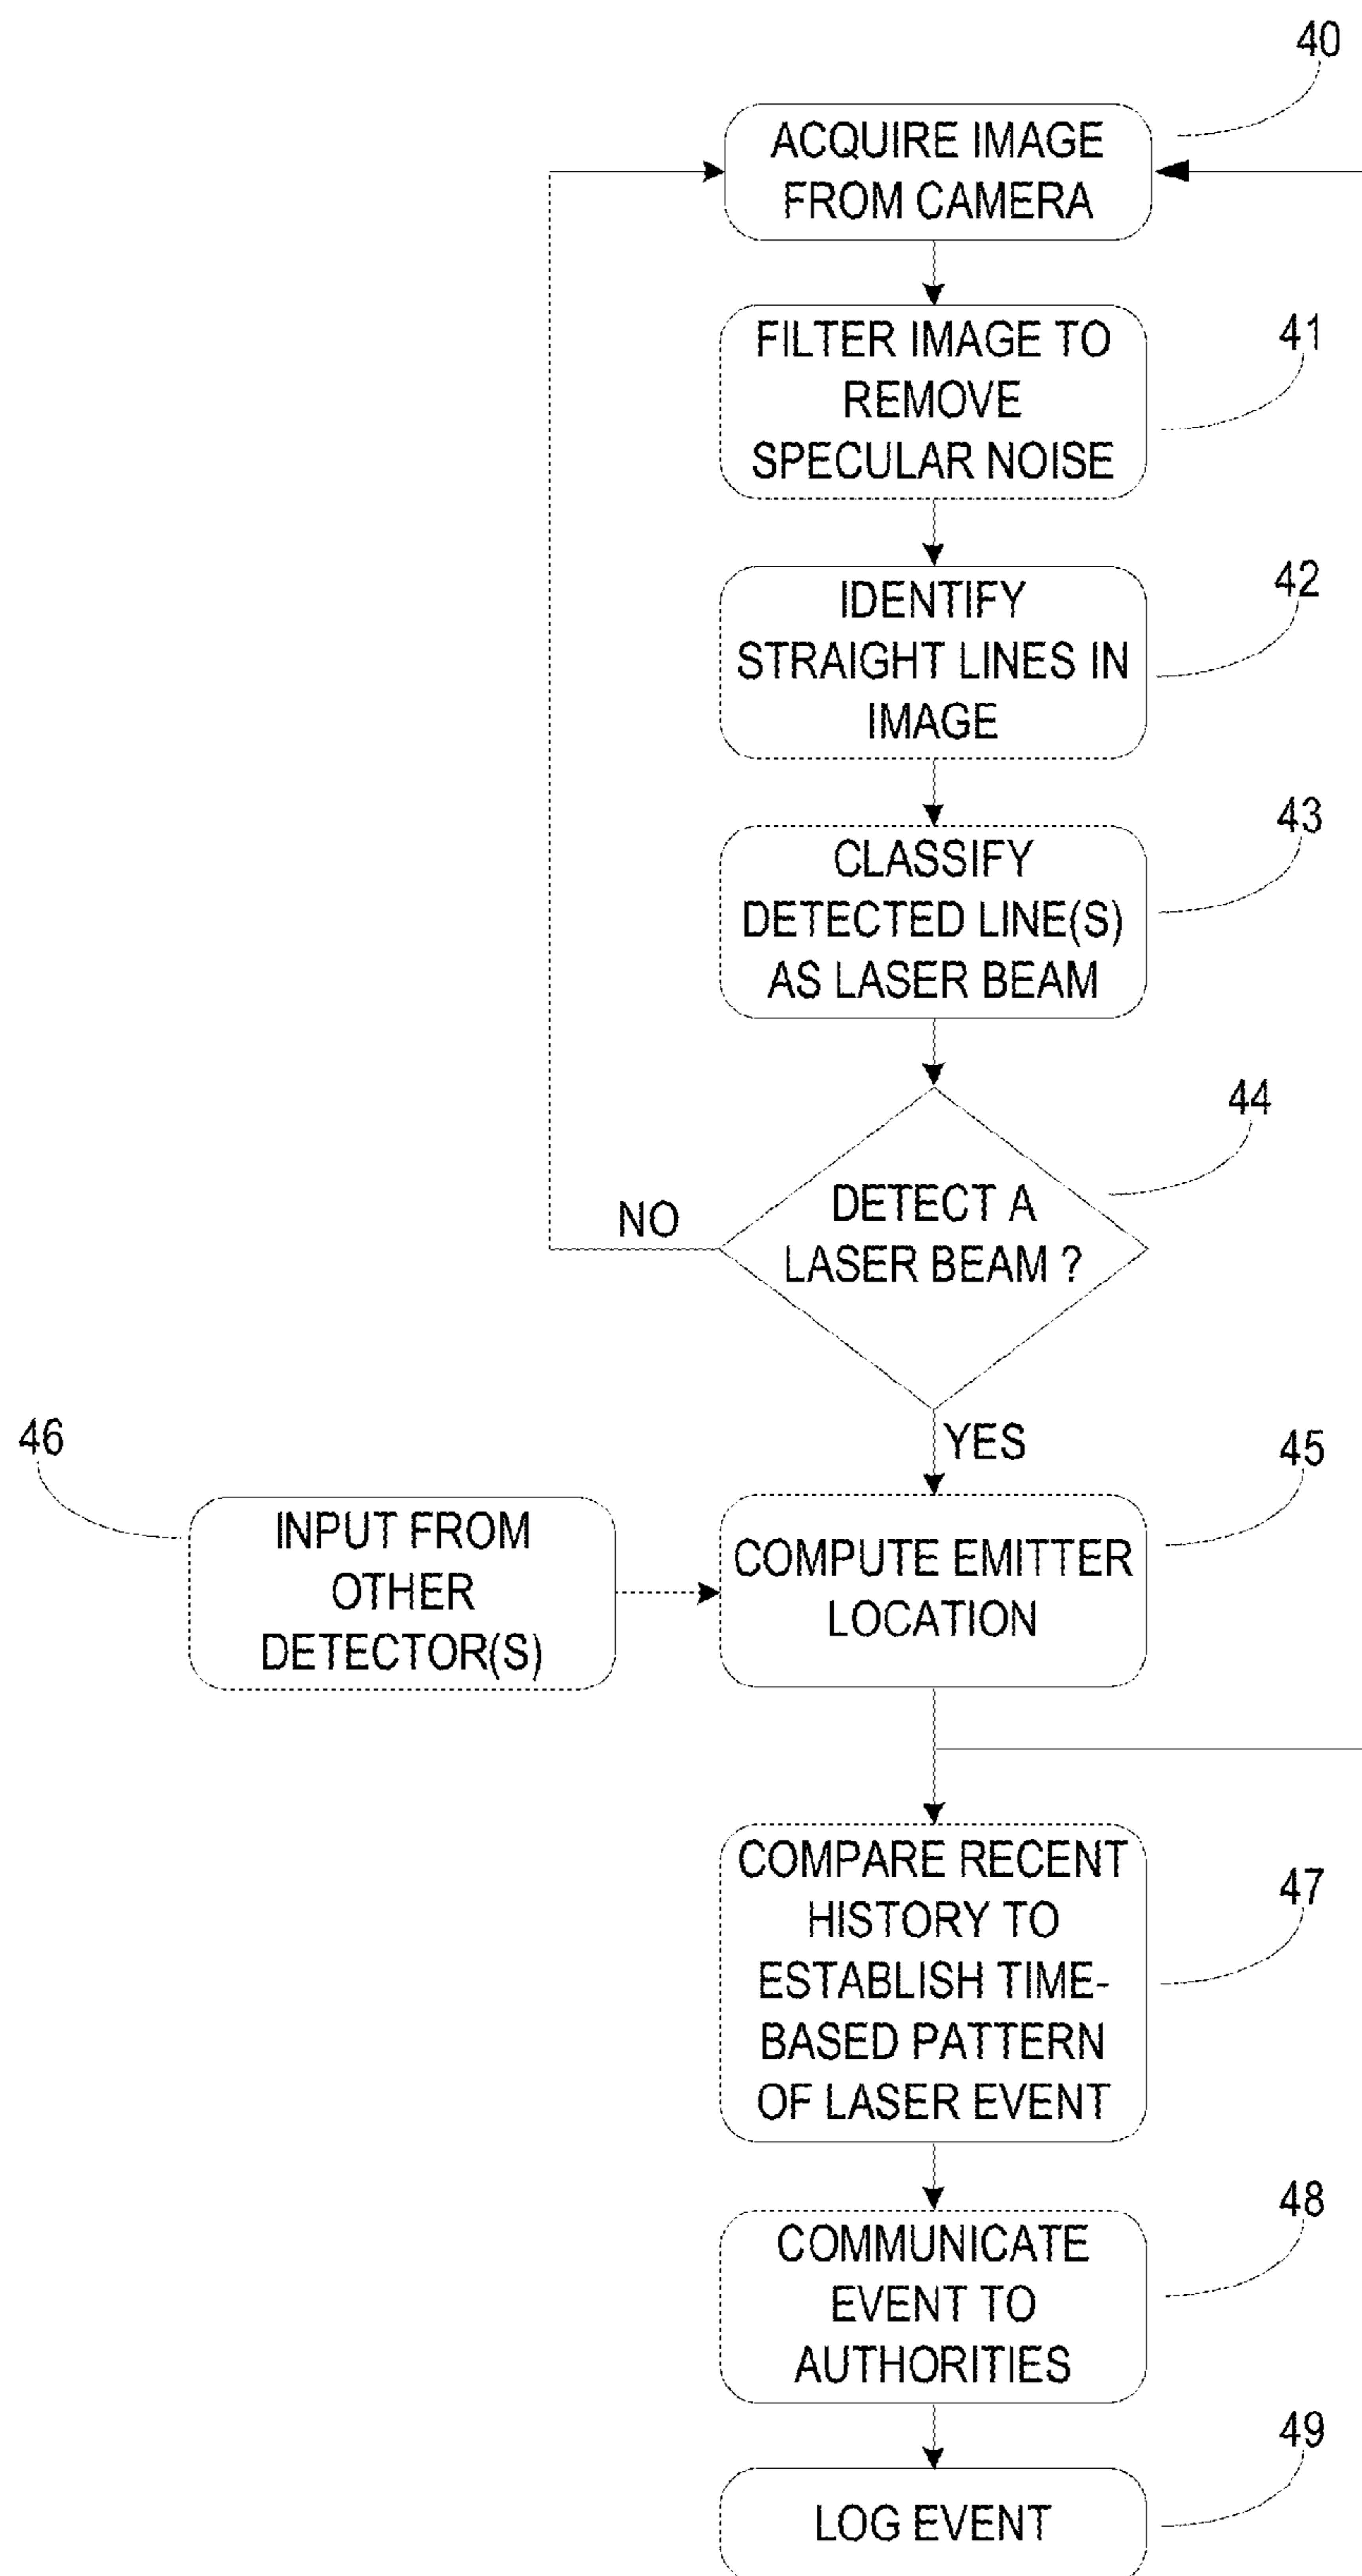 40
ACQUIRE IMAGE
FROM CAMERA
41
FILTER IMAGE TO
REMOVE
SPECULAR NOISE
42
IDENTIFY
STRAIGHT LINES IN
IMAGE
43
CLASSIFY
DETECTED LINE(S)
AS LASER BEAM
44
DETECT A
LASER BEAM ?
NO
YES
46
INPUT FROM
OTHER
DETECTOR(S)
45
COMPUTE EMITTER
LOCATION
47
COMPARE RECENT
HISTORY TO
ESTABLISH TIME-
BASED PATTERN
OF LASER EVENT
48
COMMUNICATE
EVENT TO
AUTHORITIES
49
LOG EVENT